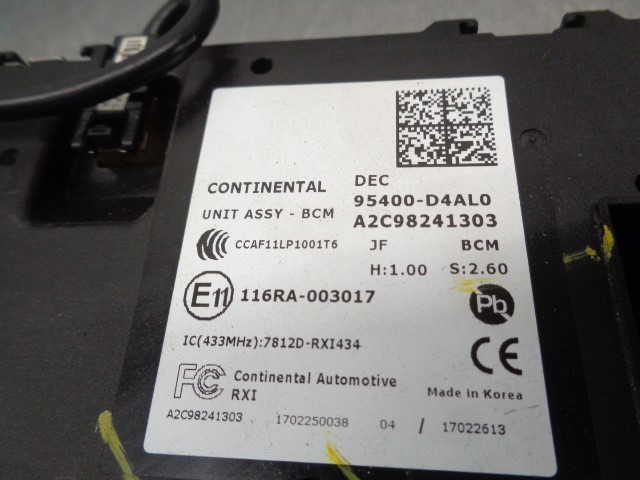 DEC
CONTINENTAL 95400-D4AL0
UNIT ASSY - BCM A2C98241303
CCAF11LP1001T6 JF BCM
H:1.00 S:2.60
E11 116RA-003017 Pb
IC(433MHz):7812D-RXI434
CE
FC Continental Automotive
RXI Made in Korea
A2C98241303 1702250038 04 / 17022613